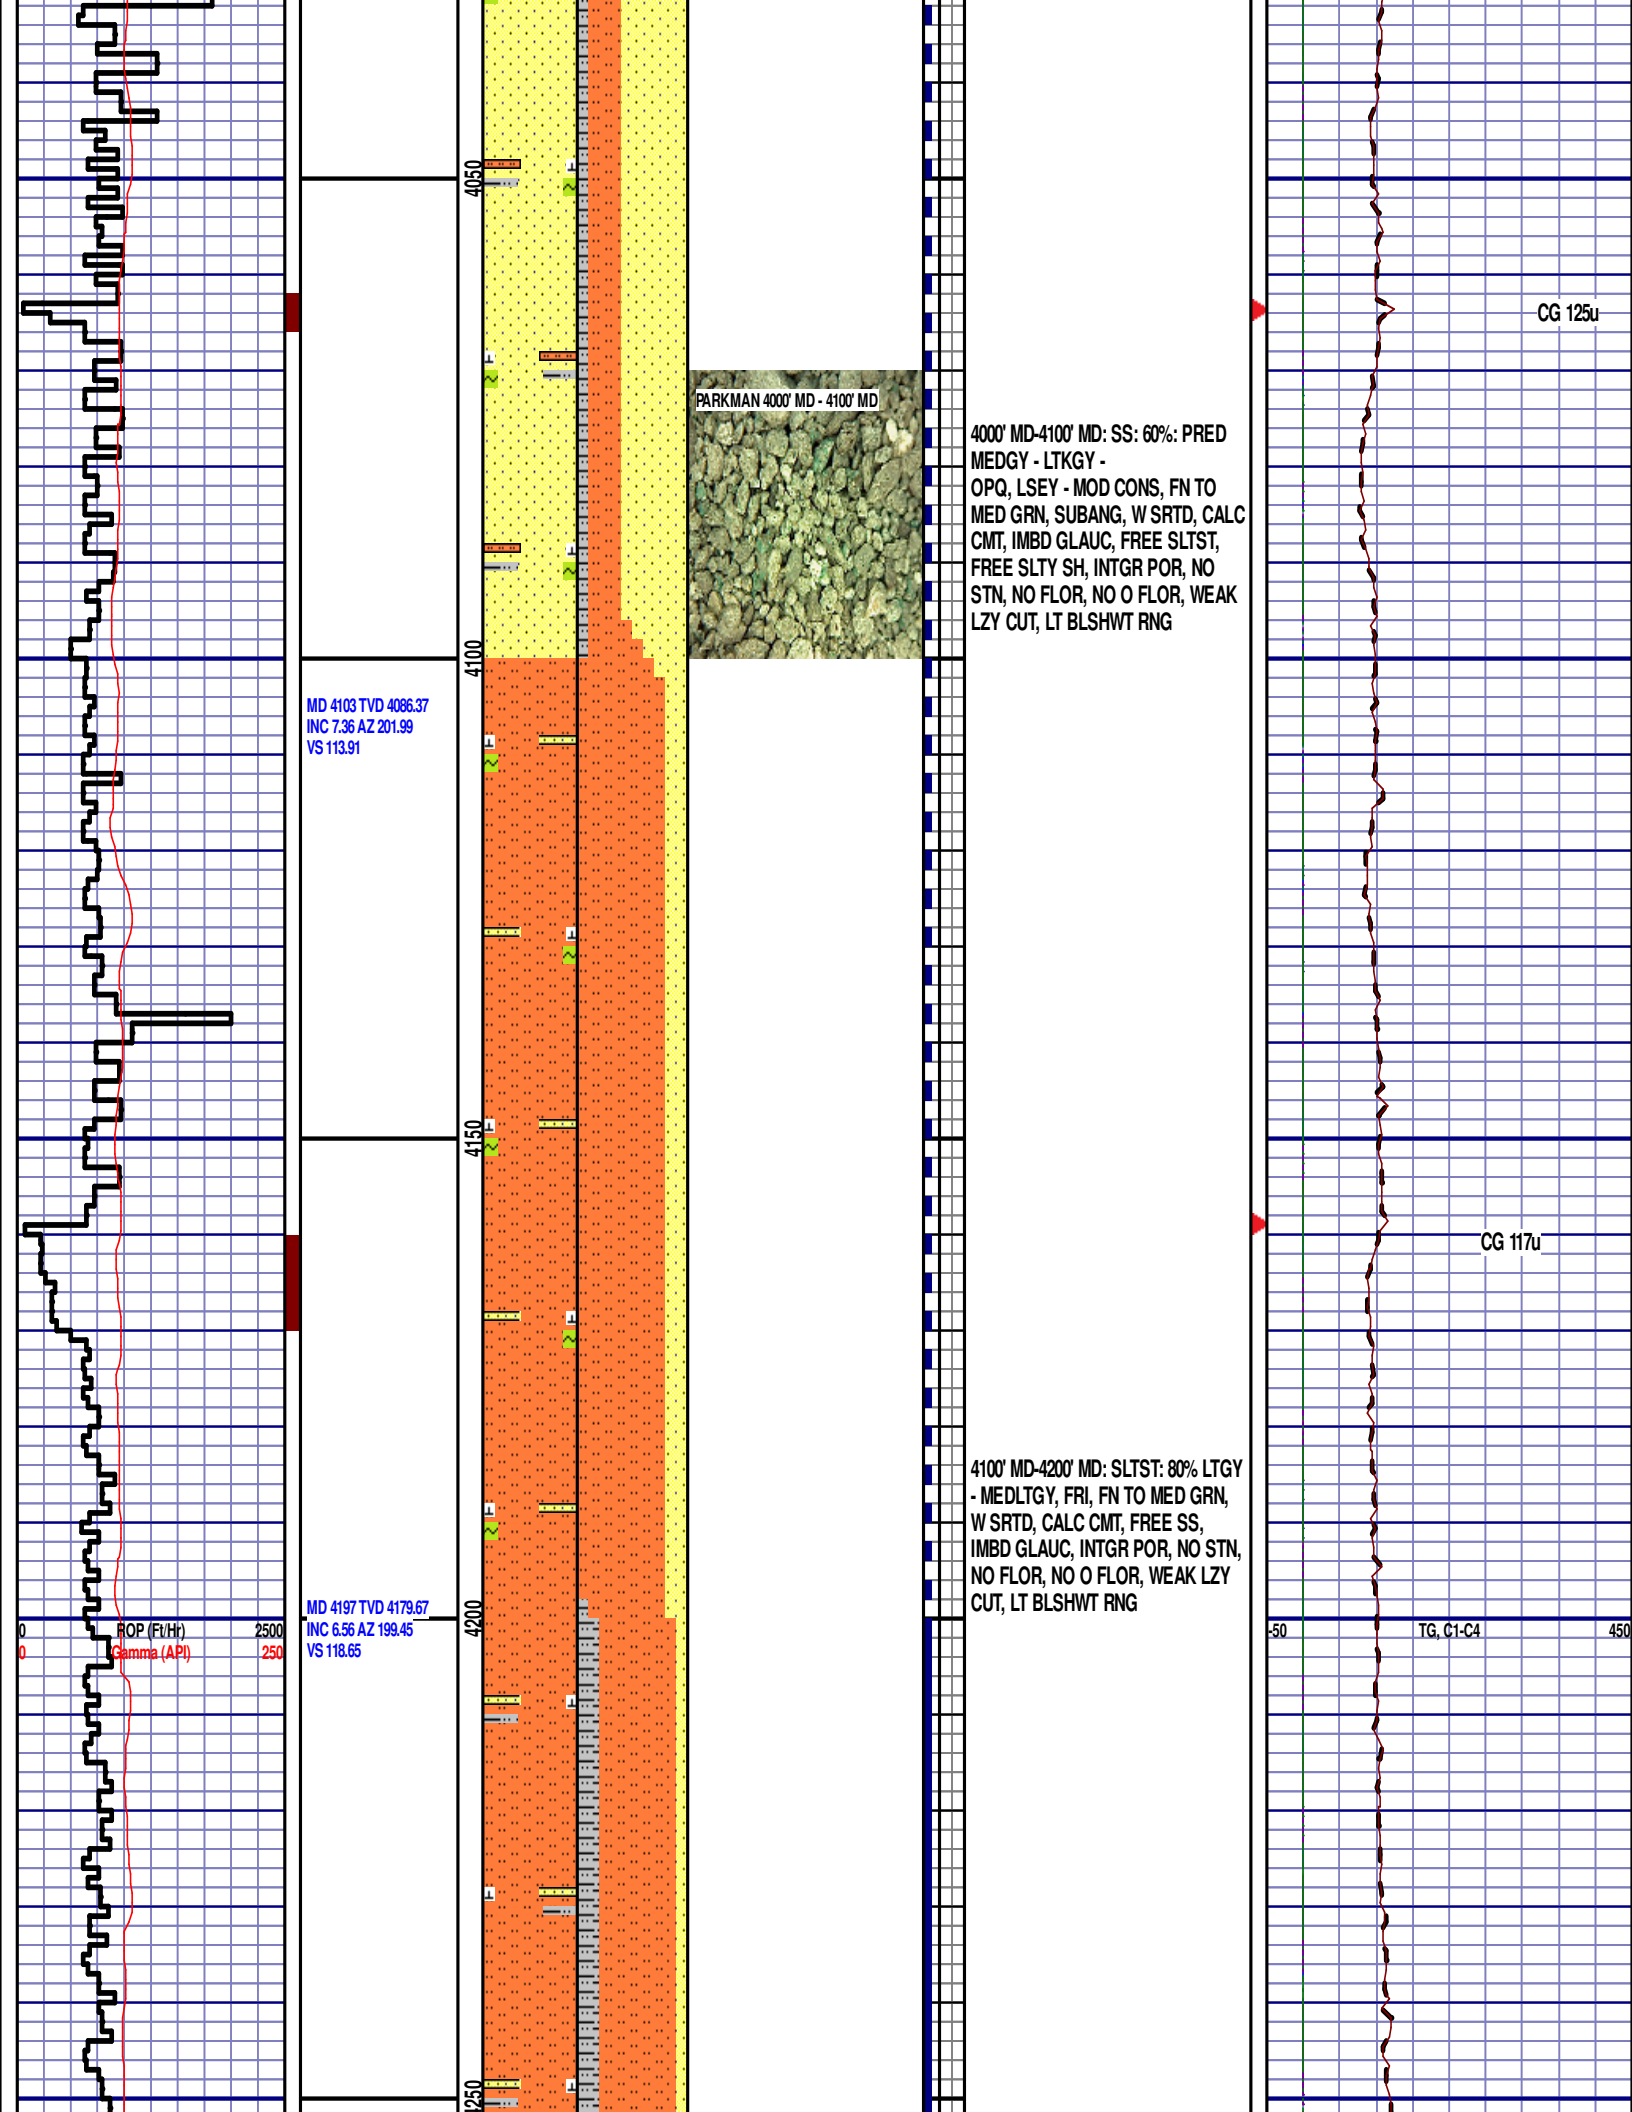 4050
CG 125u
PARKMAN 4000' MD - 4100' MD
4000' MD-4100' MD: SS: 60%: PRED
MEDGY - LTKGY -
OPQ, LSEY - MOD CONS, FN TO
MED GRN, SUBANG, W SRTD, CALC
CMT, IMBD GLAUC, FREE SLTST,
FREE SLTY SH, INTGR POR, NO
STN, NO FLOR, NO O FLOR, WEAK
LZY CUT, LT BLSHWT RNG
4100
MD 4103 TVD 4086.37
INC 7.36 AZ 201.99
VS 113.91
4150
CG 117u
4100' MD-4200' MD: SLTST: 80% LTGY
- MEDLTGY, FRI, FN TO MED GRN,
W SRTD, CALC CMT, FREE SS,
IMBD GLAUC, INTGR POR, NO STN,
NO FLOR, NO O FLOR, WEAK LZY
CUT, LT BLSHWT RNG
MD 4197 TVD 4179.67
INC 6.56 AZ 199.45
VS 118.65
4200
0 ROP (Ft/Hr) 2500
0 Gamma (API) 250
-50 TG, C1-C4 450
4250